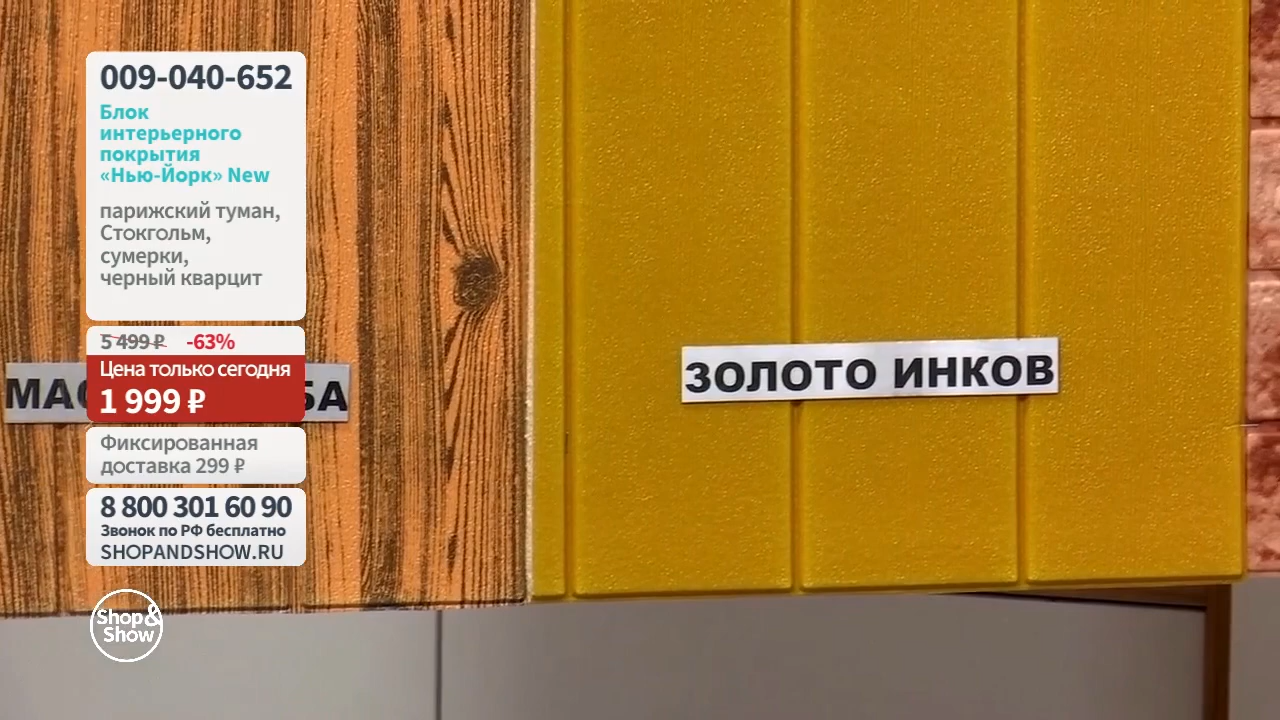 009-040-652
Блок
интерьерного
покрытия
«Нью-Йорк» New
парижский туман,
Стокгольм,
сумерки,
черный кварцит
5 499 ₽ -63%
Цена только сегодня
1 999 ₽
Фиксированная
доставка 299 ₽
8 800 301 60 90
Звонок по РФ бесплатно
SHOPANDSHOW.RU
Shop&
Show
ЗОЛОТО ИНКОВ